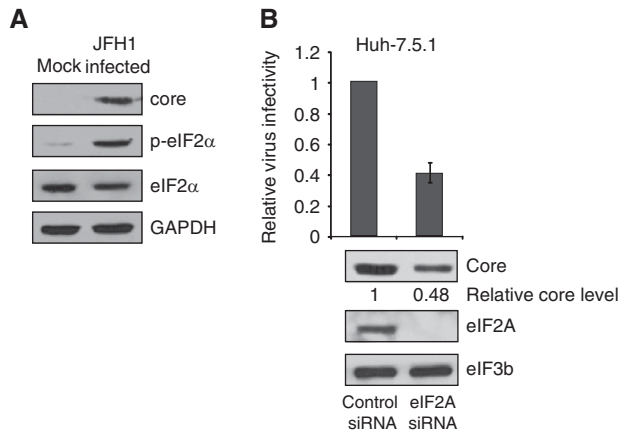 A
JFH1
Mock infected
core
p-eIF2α
eIF2α
GAPDH
B
Huh-7.5.1
Relative virus infectivity
1.2
1
0.8
0.6
0.4
0.2
0
Core
1 0.48 Relative core level
eIF2A
eIF3b
Control eIF2A
siRNA siRNA